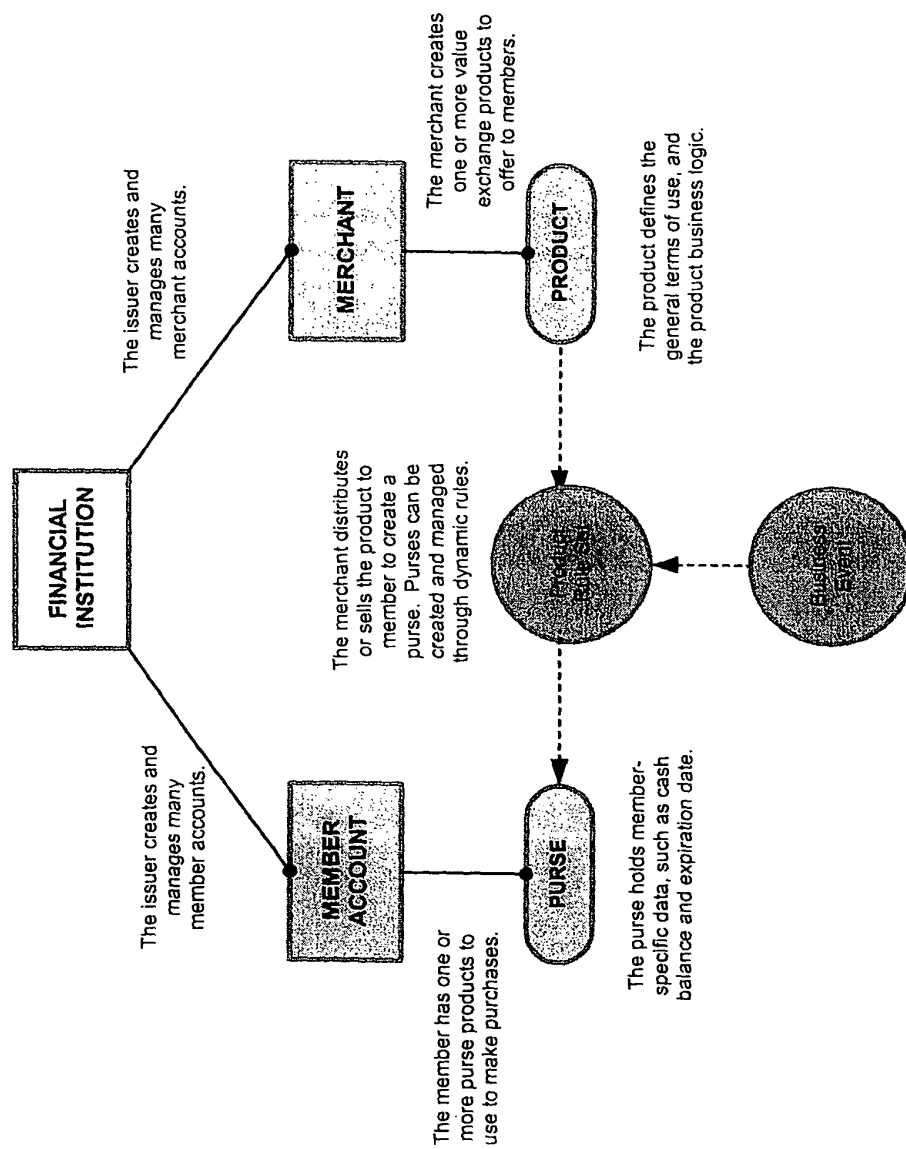 FINANCIAL
INSTITUTION
The issuer creates and
manages many
member accounts.
The issuer creates and
manages many
merchant accounts.
MEMBER
ACCOUNT
The merchant distributes
or sells the product to
member to create a
purse. Purses can be
created and managed
through dynamic rules.
MERCHANT
The member has one or
more purse products to
use to make purchases.
The merchant creates
one or more value
exchange products to
offer to members.
PURSE
Product
Rule Set
PRODUCT
The purse holds member-
specific data, such as cash
balance and expiration date.
The product defines the
general terms of use, and
the product business logic.
Business
Event